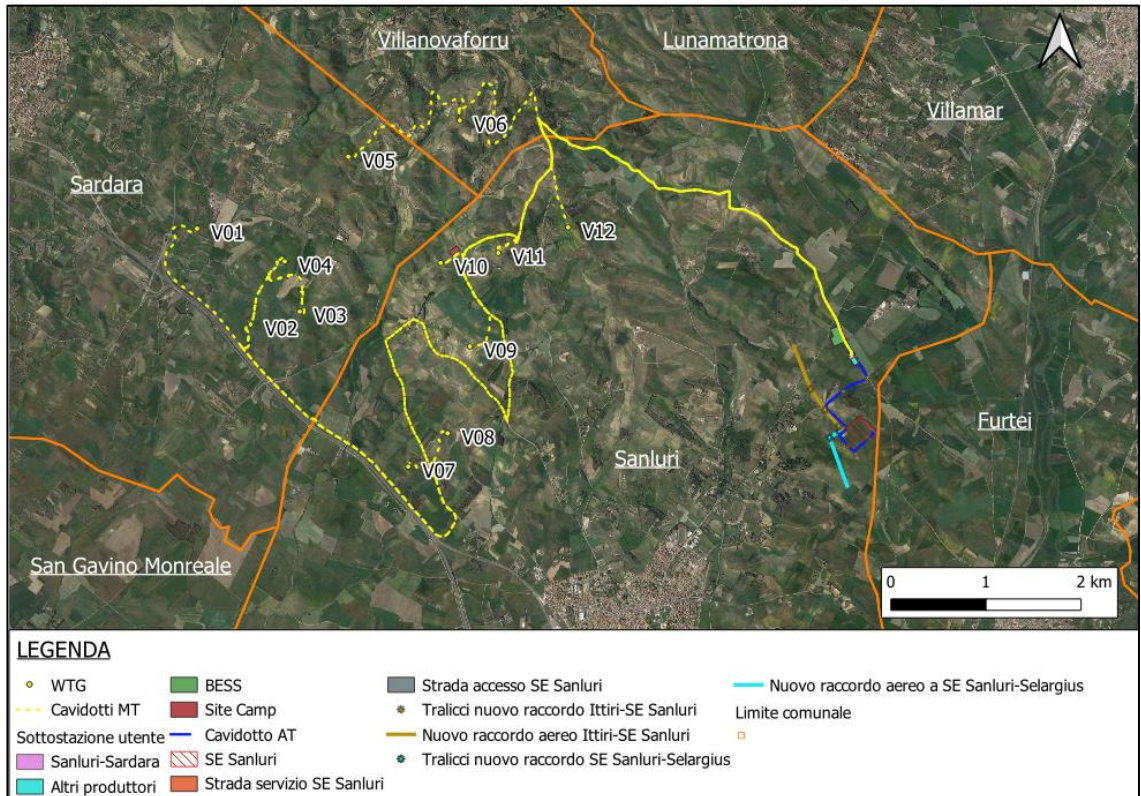 Villanovaforru
Lunamatrona
Villamar
Sardara
V06
V05
V01
V12
V04
V11
V10
V03
V02
V09
V08
V07
Sanluri
Furtei
San Gavino Monreale
0 1 2 km
LEGENDA
WTG
Cavidotti MT
Sottostazione utente
Sanluri-Sardara
Altri produttori
BESS
Site Camp
Cavidotto AT
SE Sanluri
Strada servizio SE Sanluri
Strada accesso SE Sanluri
Tralicci nuovo raccordo Ittiri-SE Sanluri
Nuovo raccordo aereo Ittiri-SE Sanluri
Tralicci nuovo raccordo SE Sanluri-Selargius
Nuovo raccordo aereo a SE Sanluri-Selargius
Limite comunale